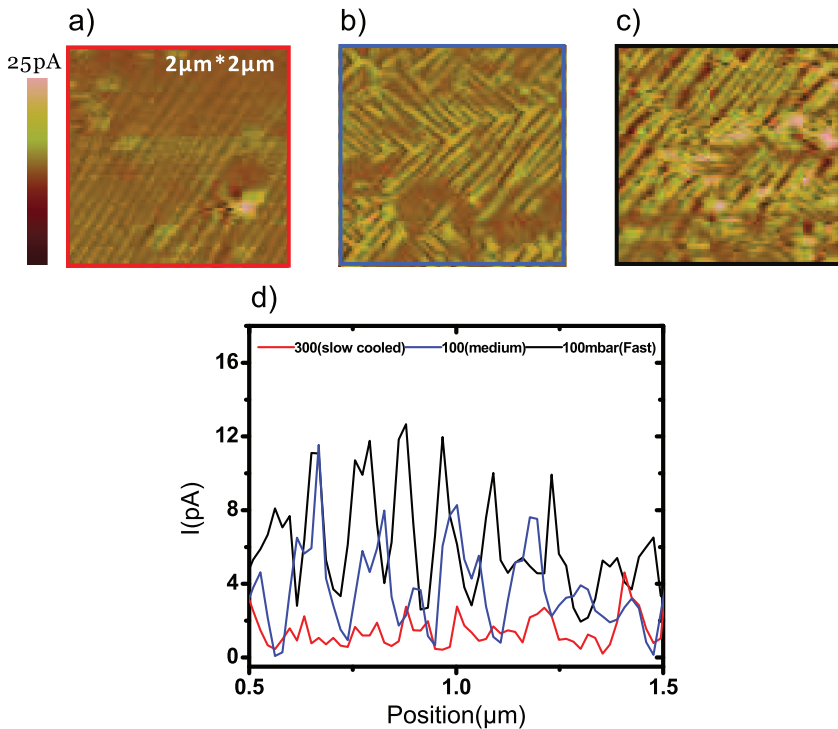 a)
b)
c)
25pA
2µm*2µm
d)
300(slow cooled) 100(medium) 100mbar(Fast)
16
12
8
4
0
I(pA)
0.5 1.0 1.5
Position(µm)